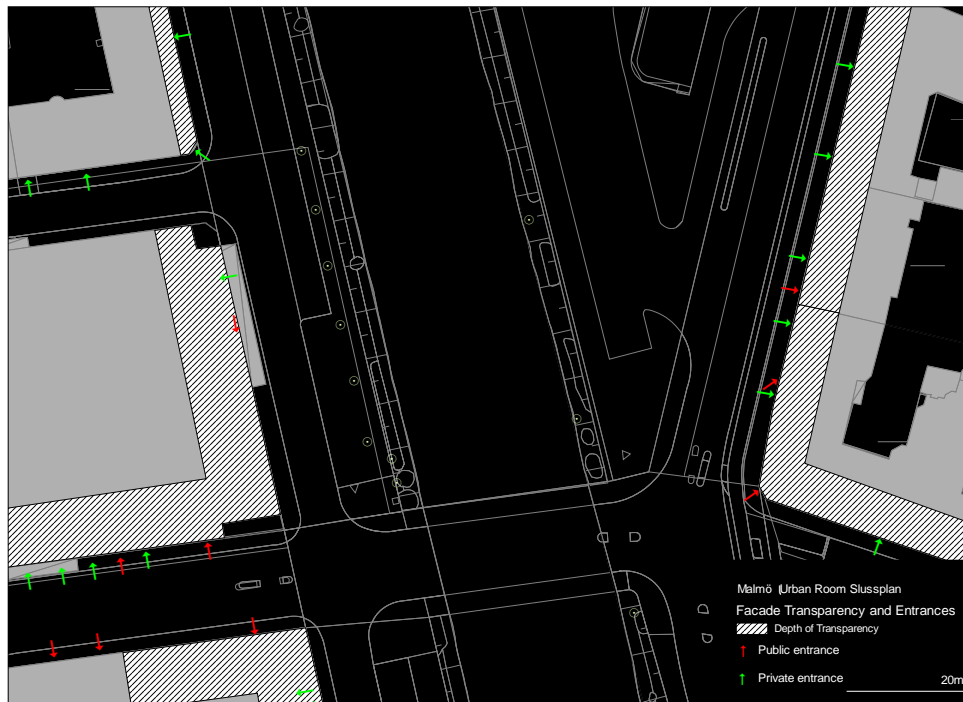 Malmö |Urban Room Slussplan
Facade Transparency and Entrances
Depth of Transparency
Public entrance
Private entrance
20m